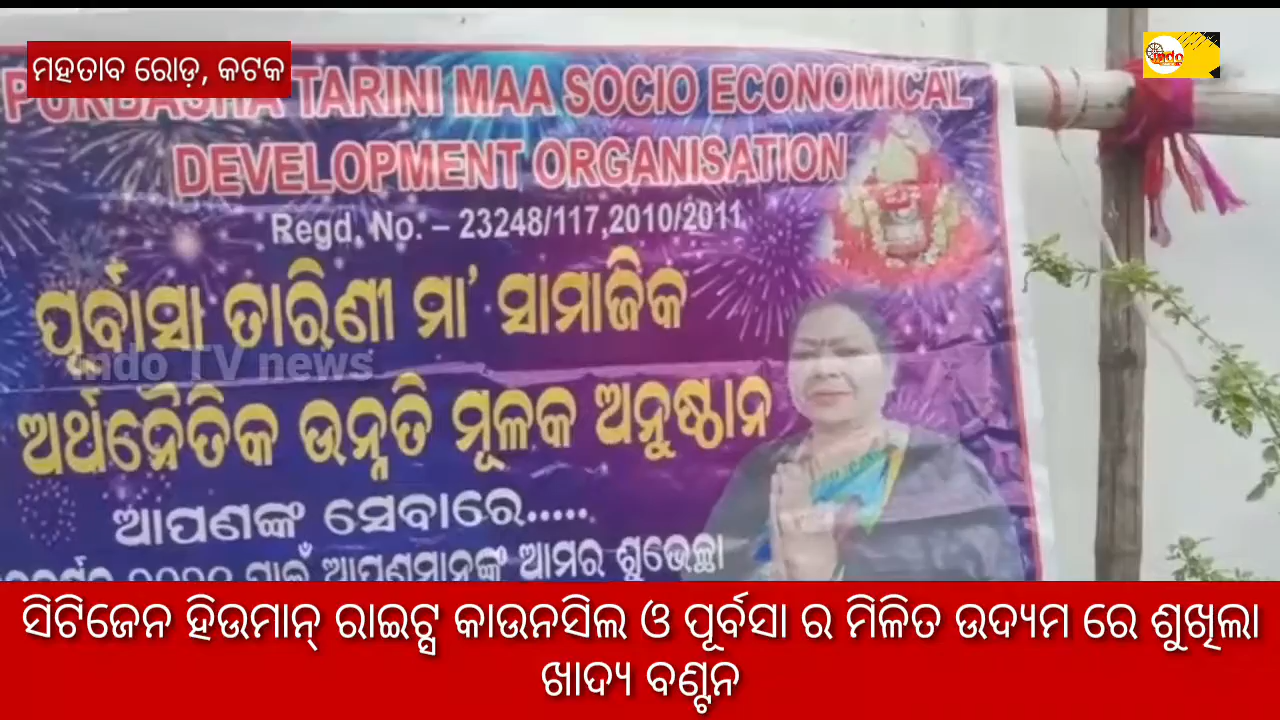 ମହତାବ ରୋଡ଼, କଟକ
PURBASHA TARINI MAA SOCIO ECONOMICAL
DEVELOPMENT ORGANISATION
Regd. No:- – 23248/117,2010/2011
ପୂର୍ବାସା ତାରିଣୀ ମା' ସାମାଜିକ
Indo TV news
ଅର୍ଥନୈତିକ ଉନ୍ନତି ମୂଳକ ଅନୁଷ୍ଠାନ
ଆପଣଙ୍କ ସେବାରେ.....
ପାଇଁ ଆପଣମାନଙ୍କୁ ଆମର ଶୁଭେଚ୍ଛା
ସିଟିଜେନ ହିଉମାନ୍ ରାଇଟ୍ସ କାଉନସିଲ ଓ ପୂର୍ବସା ର ମିଳିତ ଉଦ୍ୟମ ରେ ଶୁଖିଲା
ଖାଦ୍ୟ ବଣ୍ଟନ